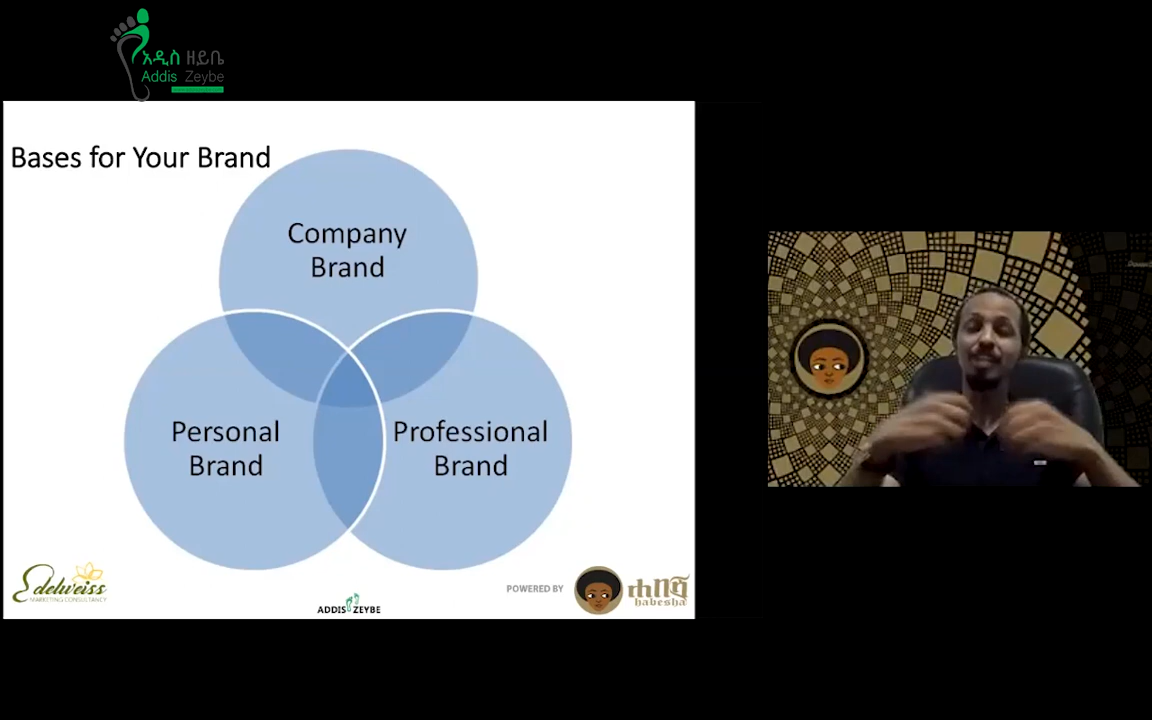 አዲስ ዘይቤ
Addis Zeybe
Bases for Your Brand
Company
Brand
Personal
Brand
Professional
Brand
Edelweiss
MARKETING CONSULTANCY
ADDIS ZEYBE
POWERED BY
ሐበሻ
habesha